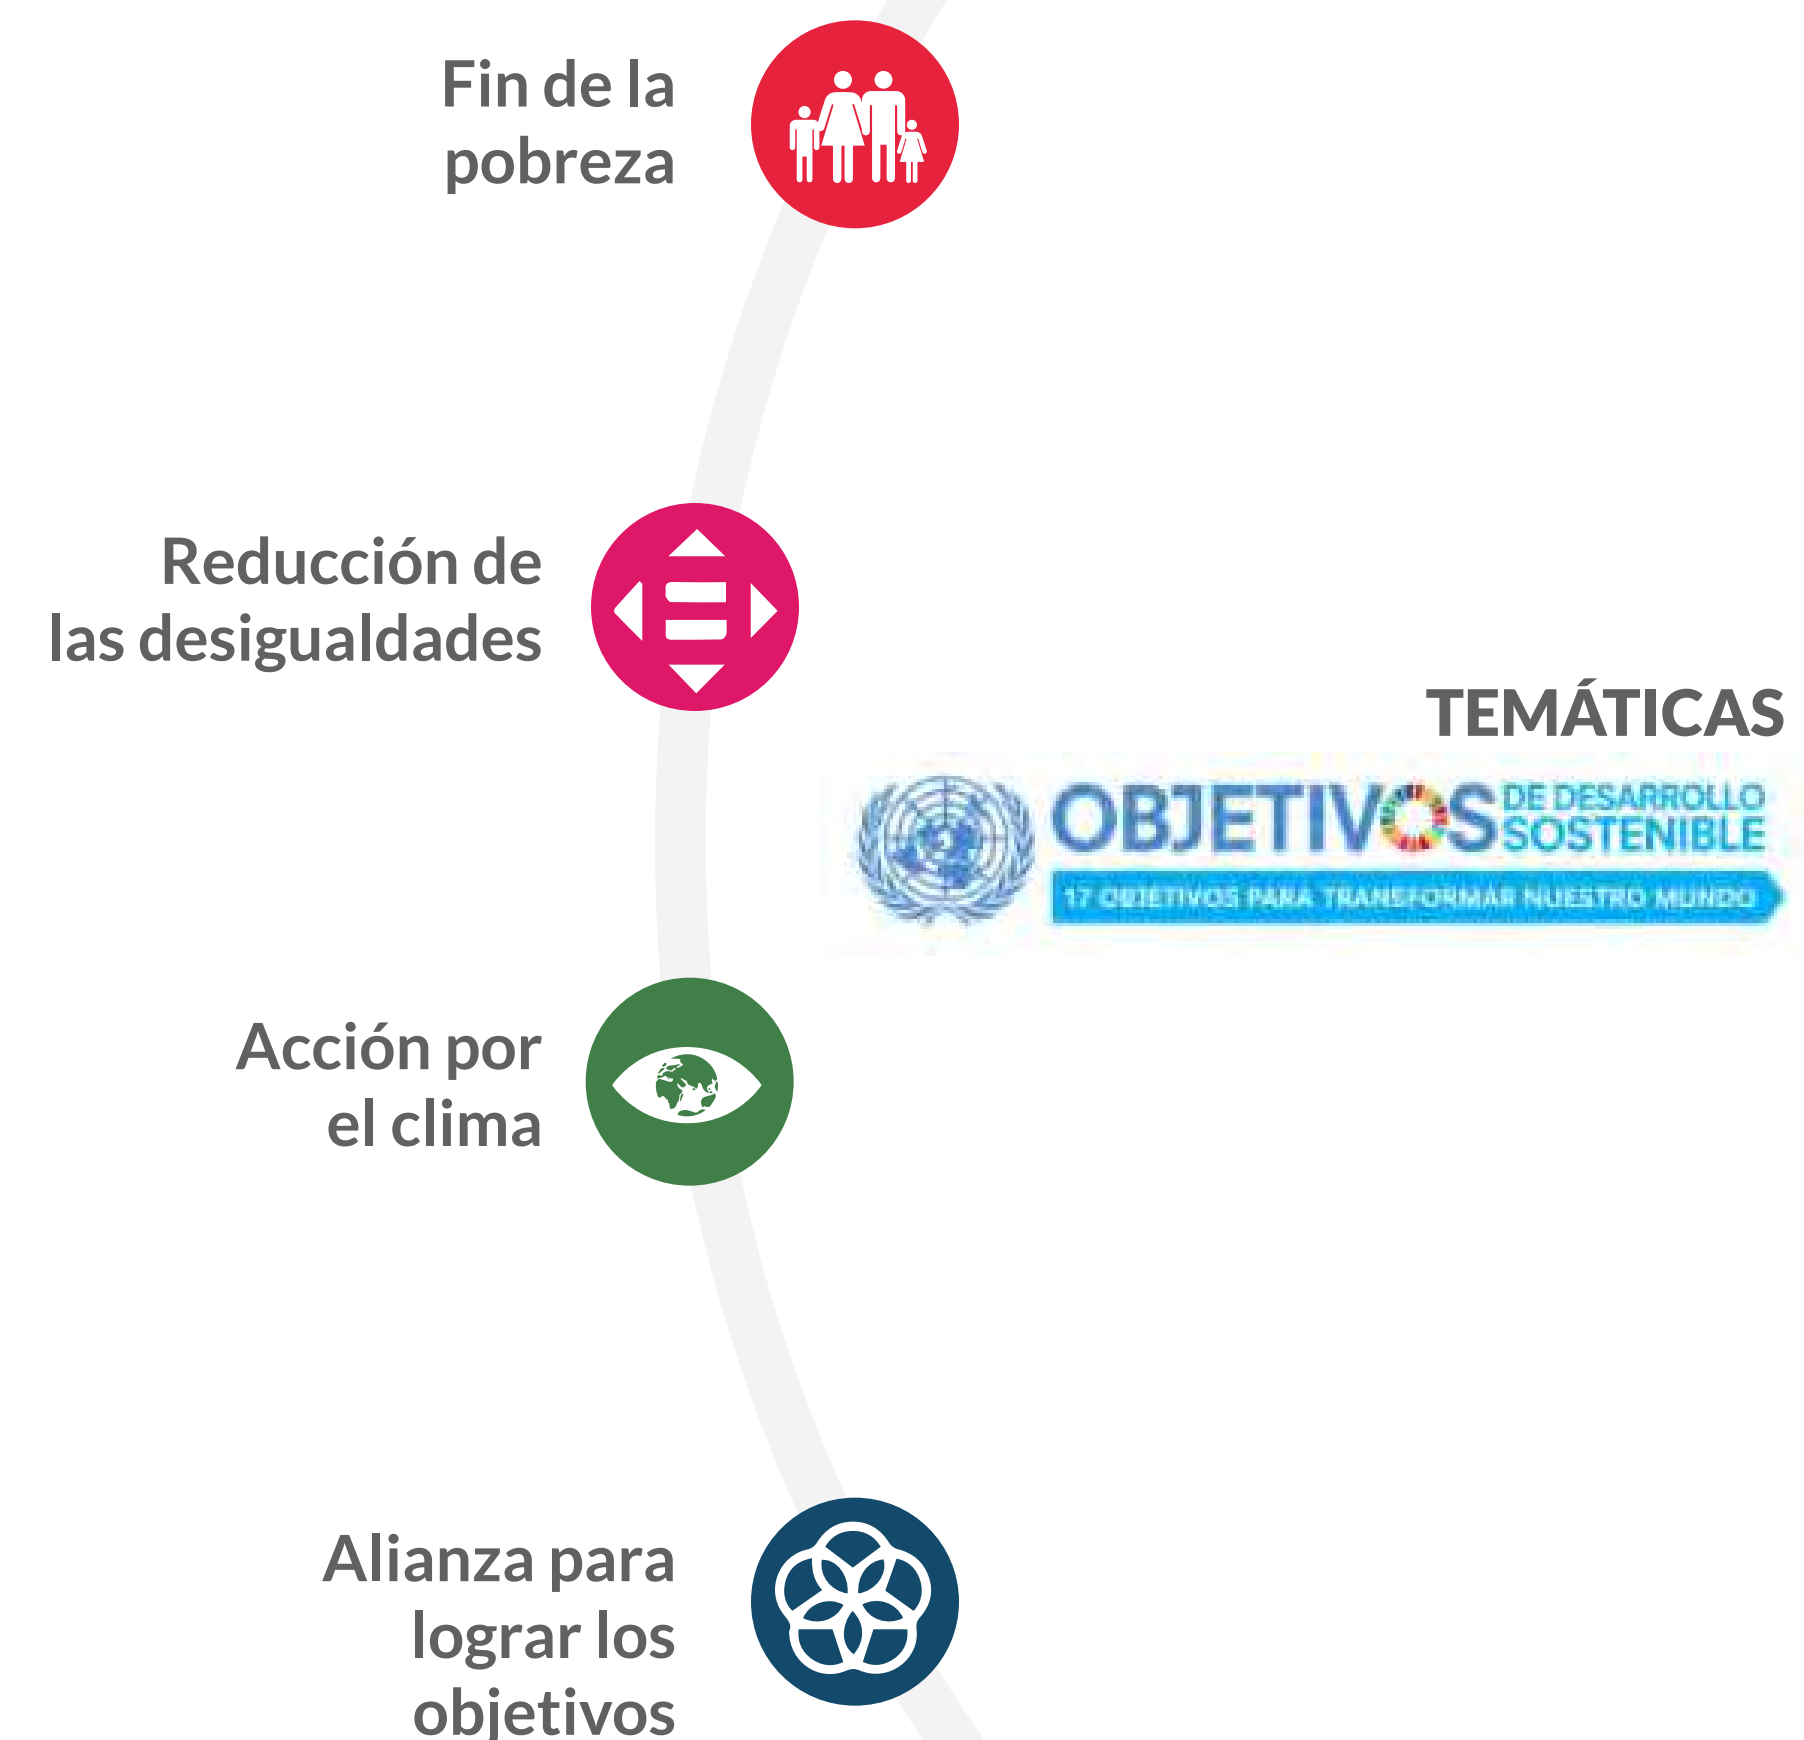 Fin de la
pobreza
Reducción de
las desigualdades
TEMÁTICAS
OBJETIVOS DE DESARROLLO
SOSTENIBLE
17 OBJETIVOS PARA TRANSFORMAR NUESTRO MUNDO
Acción por
el clima
Alianza para
lograr los
objetivos